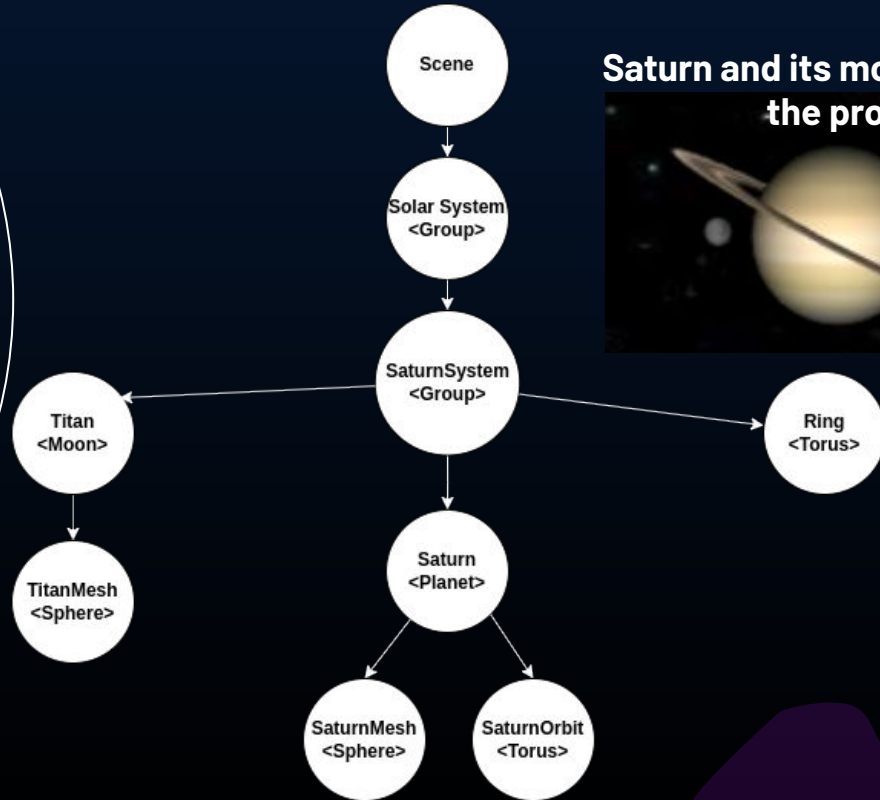 Scene
Saturn and its mo
the pro
Solar System
<Group>
SaturnSystem
<Group>
Titan
<Moon>
Ring
<Torus>
Saturn
<Planet>
TitanMesh
<Sphere>
SaturnMesh
<Sphere>
SaturnOrbit
<Torus>